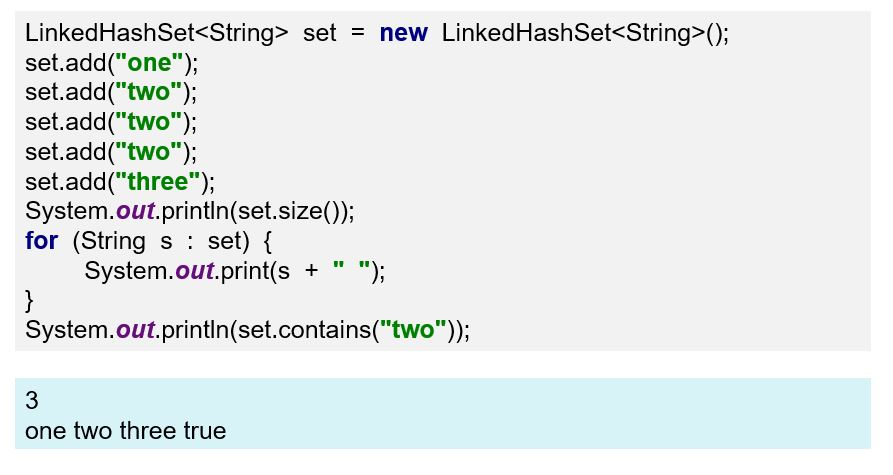 LinkedHashSet<String> set = new LinkedHashSet<String>();
set.add("one");
set.add("two");
set.add("two");
set.add("two");
set.add("three");
System.out.println(set.size());
for (String s : set) {
System.out.print(s + " ");
}
System.out.println(set.contains("two"));
3
one two three true